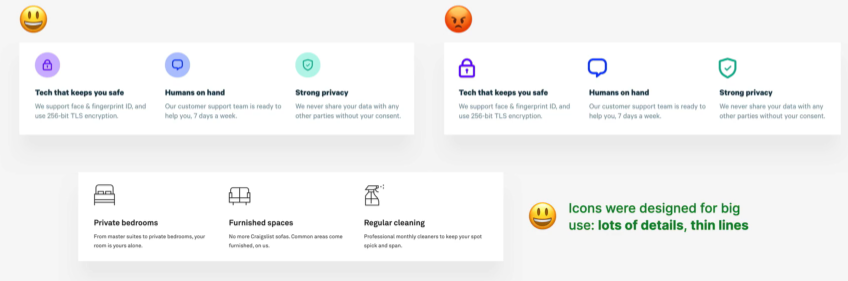 Tech that keeps you safe
We support face & fingerprint ID, and
use 256-bit TLS encryption.
Humans on hand
Our customer support team is ready to
help you, 7 days a week.
Strong privacy
We never share your data with any
other parties without your consent.
Tech that keeps you safe
We support face & fingerprint ID, and
use 256-bit TLS encryption.
Humans on hand
Our customer support team is ready to
help you, 7 days a week.
Strong privacy
We never share your data with any
other parties without your consent.
Private bedrooms
From master suites to private bedrooms, your
room is yours alone.
Furnished spaces
No more Craigslist sofas. Common areas come
furnished, on us.
Regular cleaning
Professional monthly cleaners to keep your spot
spick and span.
Icons were designed for big
use: lots of details, thin lines